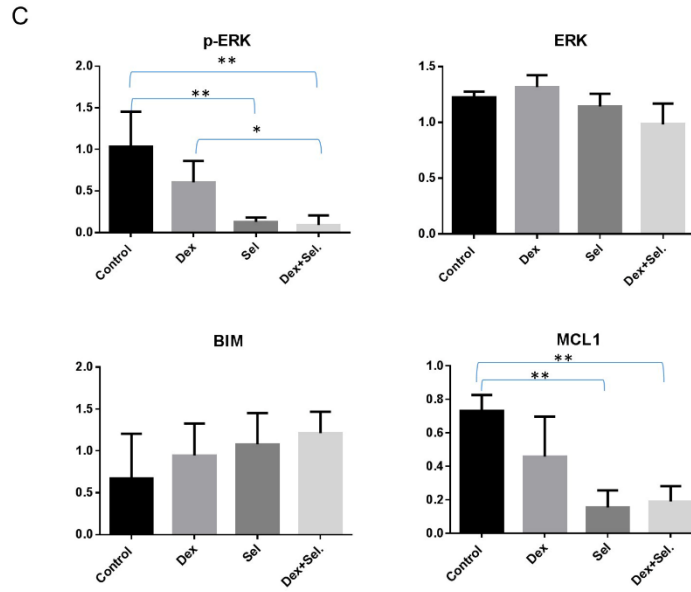 C
p-ERK
2.0
1.5
1.0
0.5
0.0
**
**
*
Control
Dex
Sel
Dex+Sel.
ERK
1.5
1.0
0.5
0.0
Control
Dex
Sel
Dex+Sel.
BIM
2.0
1.5
1.0
0.5
0.0
Control
Dex
Sel
Dex+Sel.
MCL1
1.0
0.8
0.6
0.4
0.2
0.0
**
**
Control
Dex
Sel
Dex+Sel.